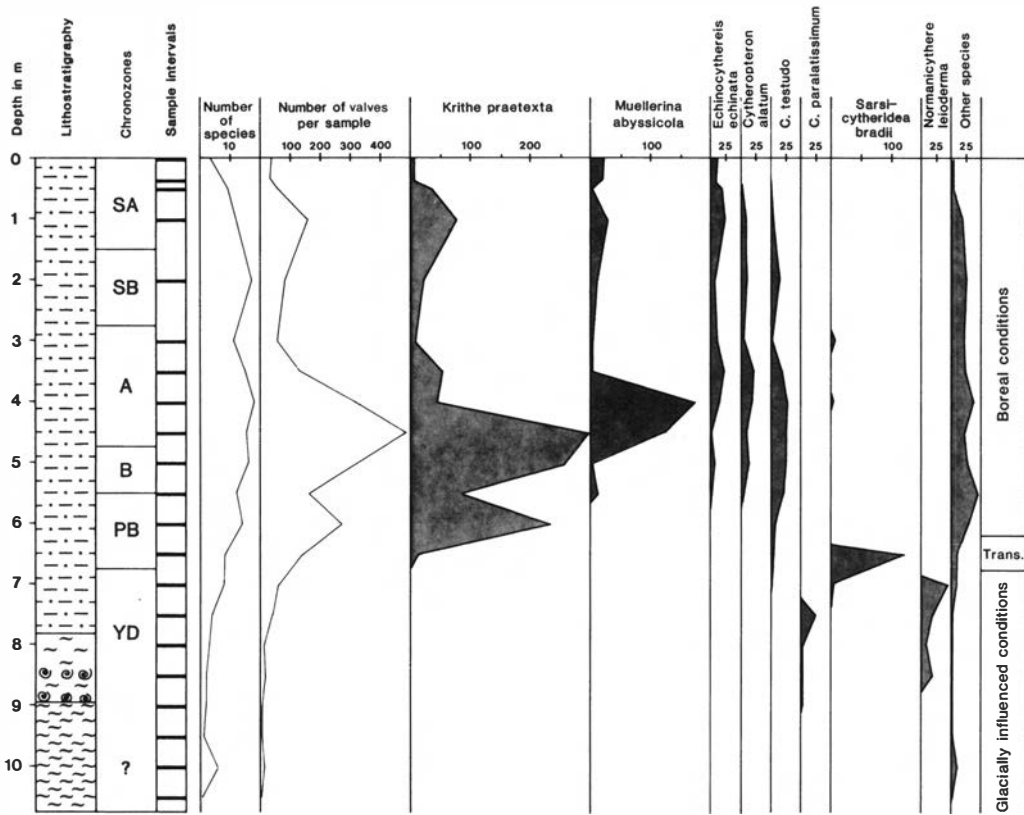 Depth in m
Lithostratigraphy
Chronozones
Sample intervals
Number
of
species
10
Number of valves
per sample
100 200 300 400
Krithe praetexta
100 200
Muellerina
abyssicola
100
Echinocythereis
echinata
25
Cytheropteron
alatum
25
C. testudo
25
C. paralatissimum
25
Sarsi-
cytheridea
bradii
100
Normanicythere
leioderma
25
Other species
25
0
1
2
3
4
5
6
7
8
9
10
SA
SB
A
B
PB
YD
?
Boreal conditions
Trans.
Glacially influenced conditions